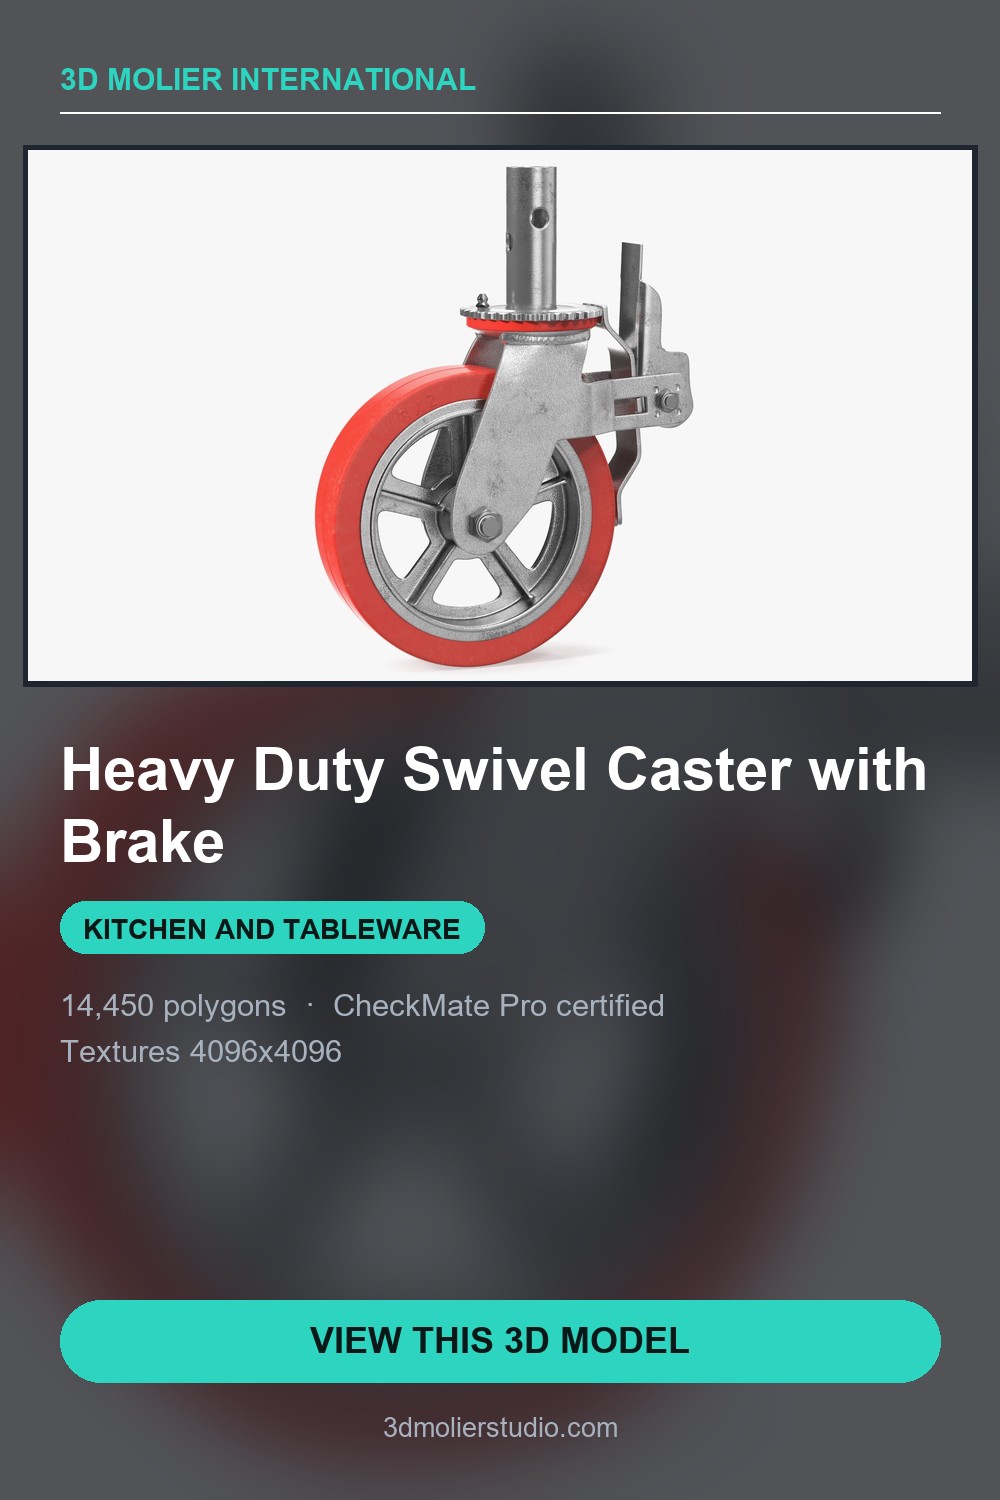 3D MOLIER INTERNATIONAL
Heavy Duty Swivel Caster with
Brake
KITCHEN AND TABLEWARE
14,450 polygons · CheckMate Pro certified
Textures 4096x4096
VIEW THIS 3D MODEL
3dmolierstudio.com